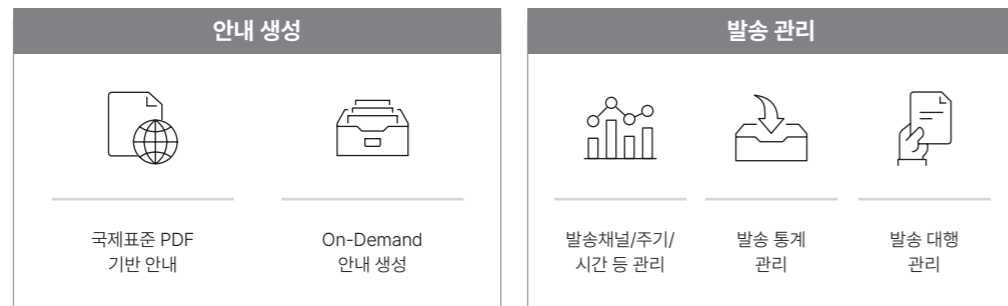 안내 생성
국제표준 PDF
기반 안내
On-Demand
안내 생성
발송 관리
발송채널/주기/
시간 등 관리
발송 통계
관리
발송 대행
관리